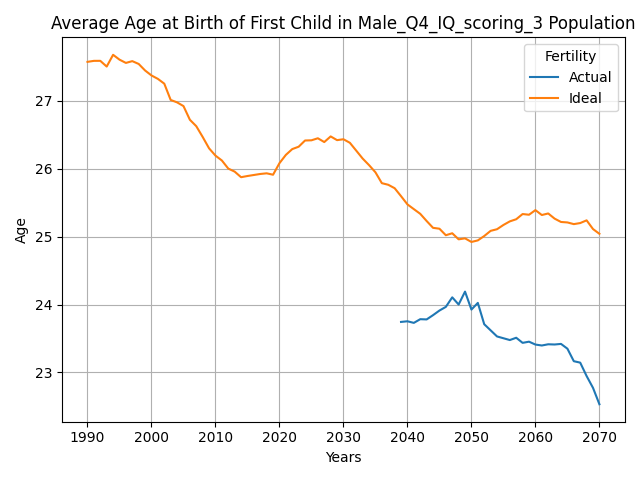 Average Age at Birth of First Child in Male_Q4_IQ_scoring_3 Population
Fertility
Actual
Ideal
Age
27
26
25
24
23
1990 2000 2010 2020 2030 2040 2050 2060 2070
Years